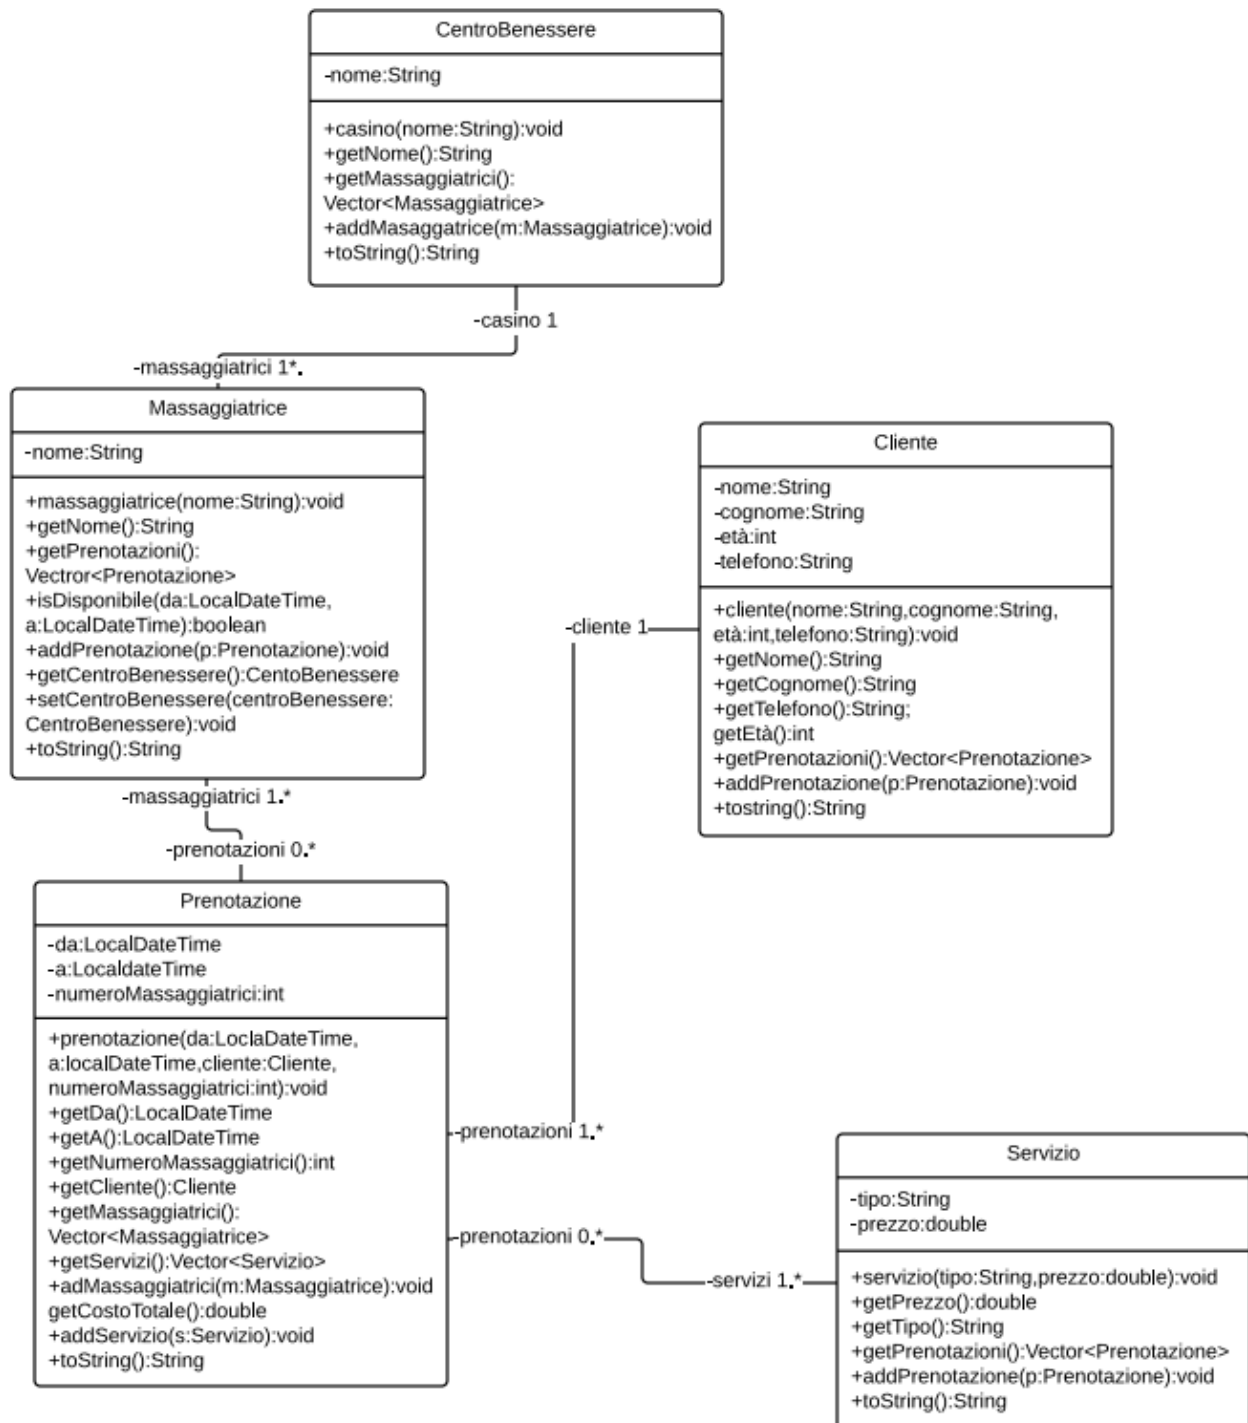 CentroBenessere
-nome:String
+casino(nome:String):void
+getNome():String
+getMassaggiatrici():
Vector<Massaggiatrice>
+addMasaggatrice(m:Massaggiatrice):void
+toString():String
-casino 1
-massaggiatrici 1*.
Massaggiatrice
-nome:String
+massaggiatrice(nome:String):void
+getNome():String
+getPrenotazioni():
Vectror<Prenotazione>
+isDisponibile(da:LocalDateTime,
a:LocalDateTime):boolean
+addPrenotazione(p:Prenotazione):void
+getCentroBenessere():CentoBenessere
+setCentroBenessere(centroBenessere:
CentroBenessere):void
+toString():String
Cliente
-nome:String
-cognome:String
-età:int
-telefono:String
+cliente(nome:String,cognome:String,
età:int,telefono:String):void
+getNome():String
+getCognome():String
+getTelefono():String;
getEtà():int
+getPrenotazioni():Vector<Prenotazione>
+addPrenotazione(p:Prenotazione):void
+tostring():String
-cliente 1
-massaggiatrici 1.*
-prenotazioni 0.*
Prenotazione
-da:LocalDateTime
-a:LocaldateTime
-numeroMassaggiatrici:int
+prenotazione(da:LoclaDateTime,
a:localDateTime,cliente:Cliente,
numeroMassaggiatrici:int):void
+getDa():LocalDateTime
+getA():LocalDateTime
+getNumeroMassaggiatrici():int
+getCliente():Cliente
+getMassaggiatrici():
Vector<Massaggiatrice>
+getServizi():Vector<Servizio>
+adMassaggiatrici(m:Massaggiatrice):void
getCostoTotale():double
+addServizio(s:Servizio):void
+toString():String
-prenotazioni 1.*
-prenotazioni 0.*
-servizi 1.*
Servizio
-tipo:String
-prezzo:double
+servizio(tipo:String,prezzo:double):void
+getPrezzo():double
+getTipo():String
+getPrenotazioni():Vector<Prenotazione>
+addPrenotazione(p:Prenotazione):void
+toString():String